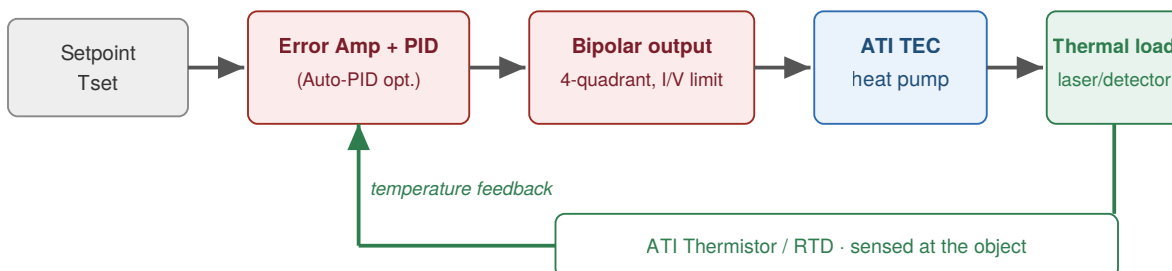 Setpoint
Tset
Error Amp + PID
(Auto-PID opt.)
Bipolar output
4-quadrant, I/V limit
ATI TEC
heat pump
Thermal load
laser/detector
temperature feedback
ATI Thermistor / RTD · sensed at the object